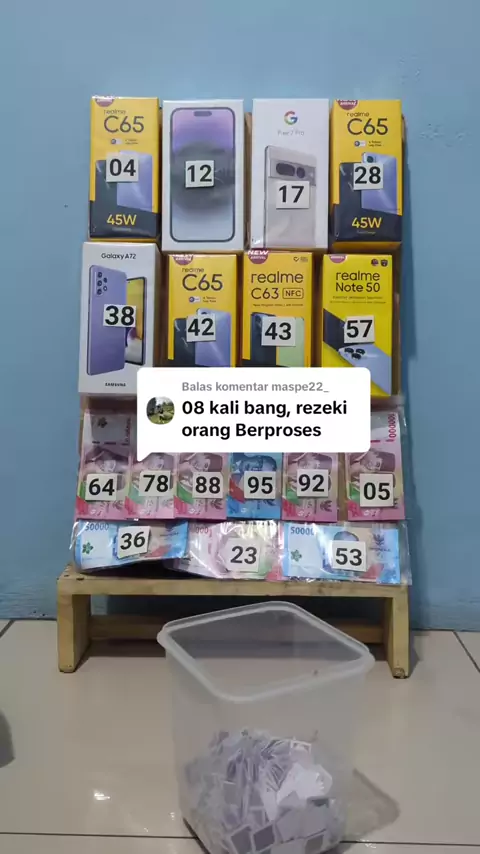 realme
C65
04
45W
12
G
Pixel 7 Pro
17
realme
C65
28
45W
Galaxy A72
38
SAMSUNG
NEW
realme
C65
42
NEW
realme
C63 NFC
43
realme
Note 50
57
Balas komentar maspe22_
08 kali bang, rezeki
orang Berproses
64
78
88
95
92
05
100000
36
50000
23
53
50000